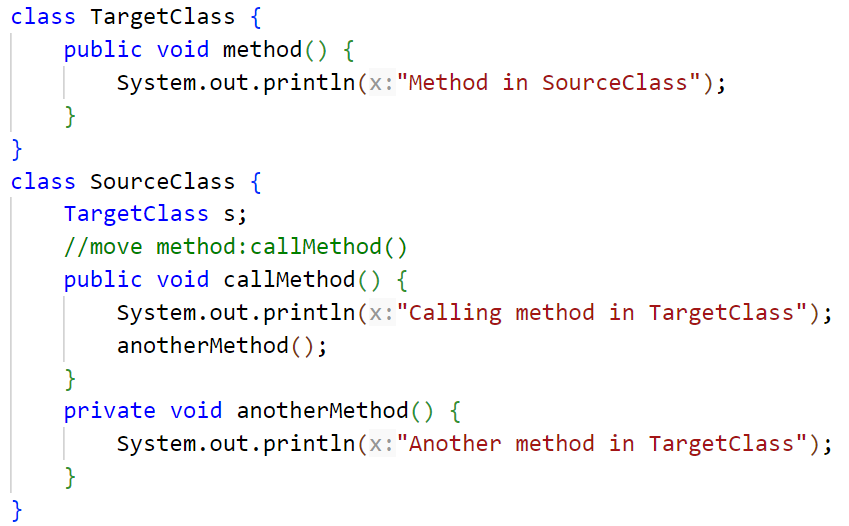 class TargetClass {
    public void method() {
        System.out.println(x:"Method in SourceClass");
    }
}
class SourceClass {
    TargetClass s;
    //move method:callMethod()
    public void callMethod() {
        System.out.println(x:"Calling method in TargetClass");
        anotherMethod();
    }
    private void anotherMethod() {
        System.out.println(x:"Another method in TargetClass");
    }
}